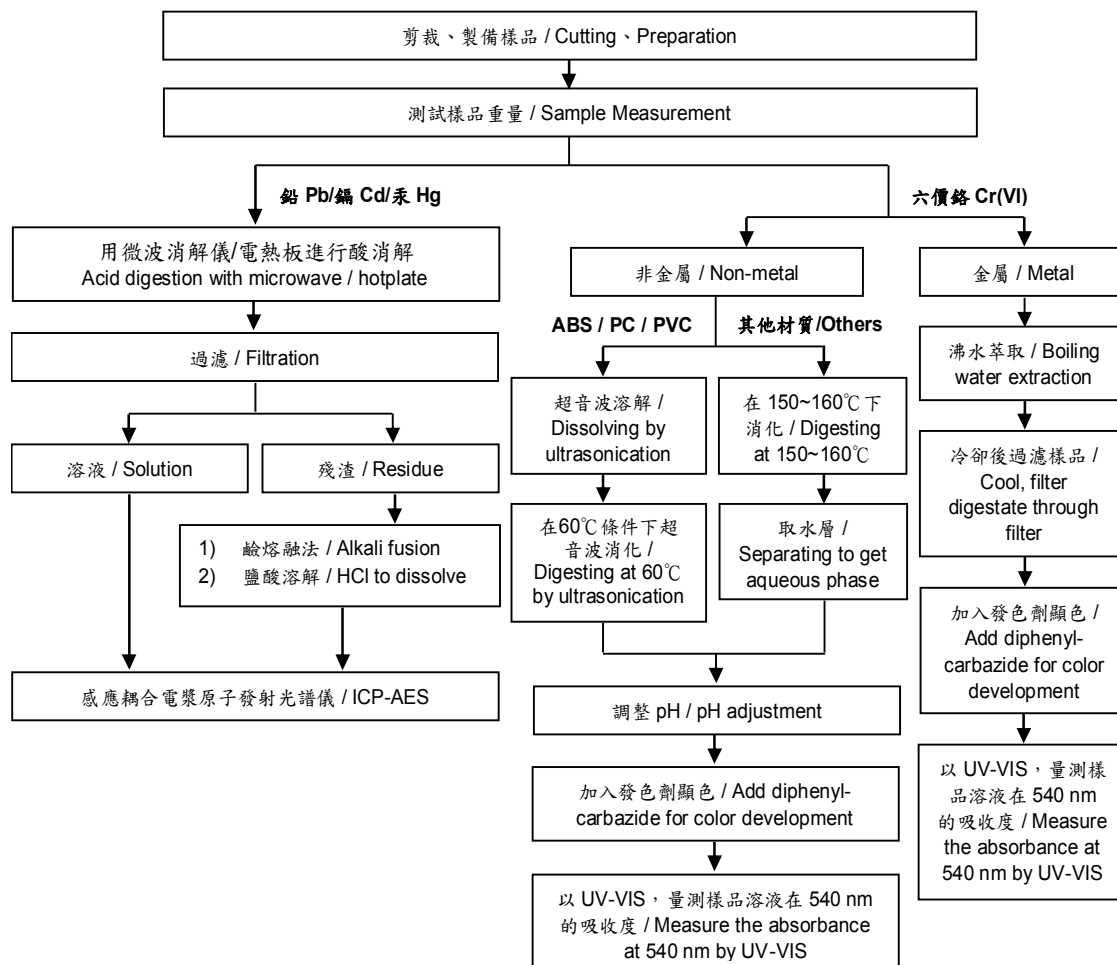 剪裁、製備樣品 / Cutting、Preparation
測試樣品重量 / Sample Measurement
鉛 Pb/鎘 Cd/汞 Hg
用微波消解儀/電熱板進行酸消解
Acid digestion with microwave / hotplate
過濾 / Filtration
溶液 / Solution
殘渣 / Residue
1) 鹼熔融法 / Alkali fusion
2) 鹽酸溶解 / HCl to dissolve
感應耦合電漿原子發射光譜儀 / ICP-AES
六價鉻 Cr(VI)
非金屬 / Non-metal
ABS / PC / PVC
超音波溶解 /
Dissolving by
ultrasonication
在60℃條件下超
音波消化 /
Digesting at 60℃
by ultrasonication
其他材質/Others
在 150~160℃下
消化 / Digesting
at 150~160℃
取水層 /
Separating to get
aqueous phase
調整 pH / pH adjustment
加入發色劑顯色 / Add diphenyl-
carbazide for color development
以 UV-VIS，量測樣品溶液在 540 nm
的吸收度 / Measure the absorbance
at 540 nm by UV-VIS
金屬 / Metal
沸水萃取 / Boiling
water extraction
冷卻後過濾樣品 /
Cool, filter
digestate through
filter
加入發色劑顯色 /
Add diphenyl-
carbazide for color
development
以 UV-VIS，量測樣
品溶液在 540 nm
的吸收度 / Measure
the absorbance at
540 nm by UV-VIS